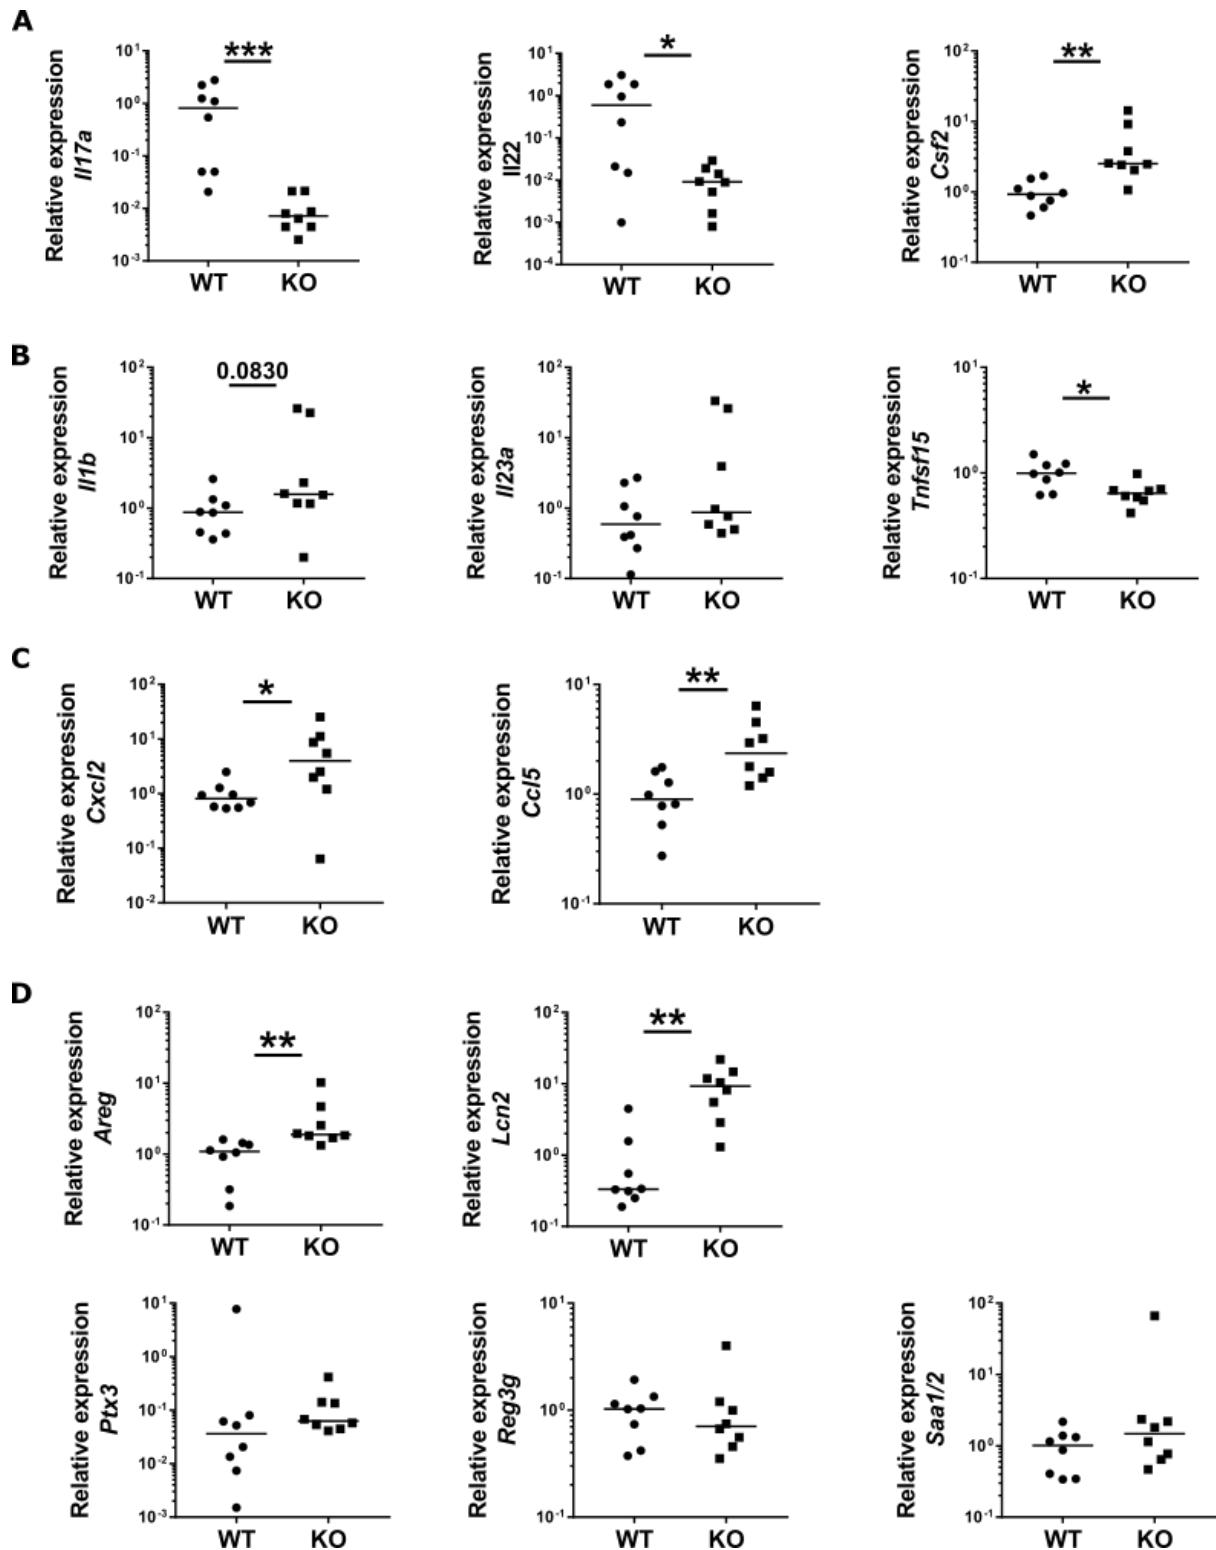 A
Relative expression
Il17a
10¹
10⁰
10⁻¹
10⁻²
10⁻³
***
WT
KO
Relative expression
Il22
10¹
10⁰
10⁻¹
10⁻²
10⁻³
10⁻⁴
*
WT
KO
Relative expression
Csf2
10²
10¹
10⁰
10⁻¹
**
WT
KO
B
Relative expression
Il1b
10²
10¹
10⁰
10⁻¹
0.0830
WT
KO
Relative expression
Il23a
10²
10¹
10⁰
10⁻¹
WT
KO
Relative expression
Tnfsf15
10¹
10⁰
10⁻¹
*
WT
KO
C
Relative expression
Cxcl2
10²
10¹
10⁰
10⁻¹
10⁻²
*
WT
KO
Relative expression
Ccl5
10¹
10⁰
10⁻¹
**
WT
KO
D
Relative expression
Areg
10²
10¹
10⁰
10⁻¹
**
WT
KO
Relative expression
Lcn2
10²
10¹
10⁰
10⁻¹
**
WT
KO
Relative expression
Ptx3
10¹
10⁰
10⁻¹
10⁻²
10⁻³
WT
KO
Relative expression
Reg3g
10¹
10⁰
10⁻¹
WT
KO
Relative expression
Saa1/2
10²
10¹
10⁰
10⁻¹
WT
KO